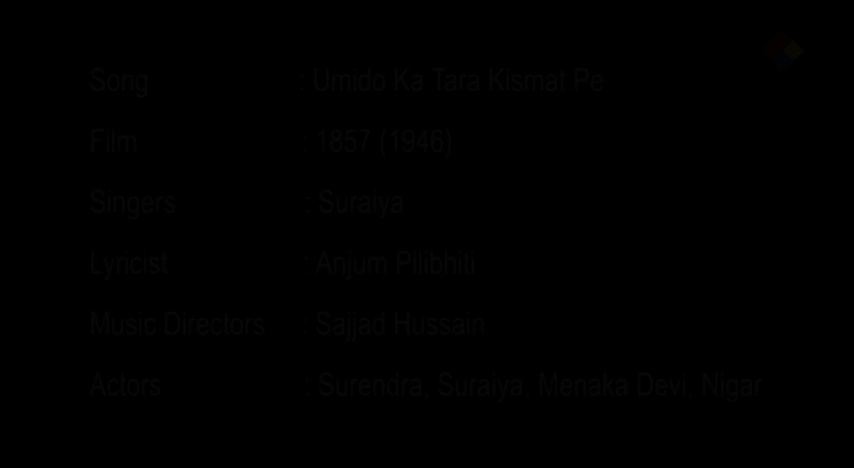 Song : Umido Ka Tara Kismat Pe
Film : 1857 (1946)
Singers : Suraiya
Lyricist : Anjum Pilibhiti
Music Directors : Sajjad Hussain
Actors : Surendra, Suraiya, Menaka Devi, Nigar